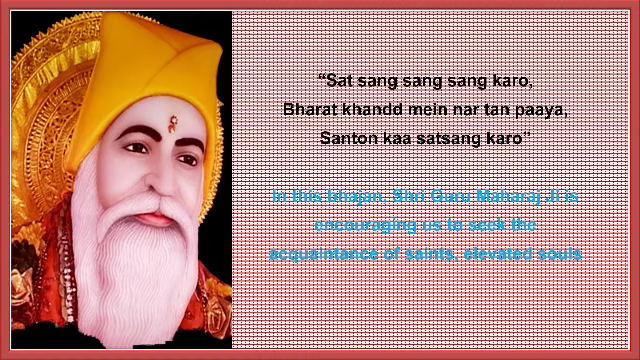 “Sat sang sang sang karo,
Bharat khandd mein nar tan paaya,
Santon kaa satsang karo”
In this bhajan, Shri Guru Maharaj Ji is
encouraging us to seek the
acquaintance of saints, elevated souls